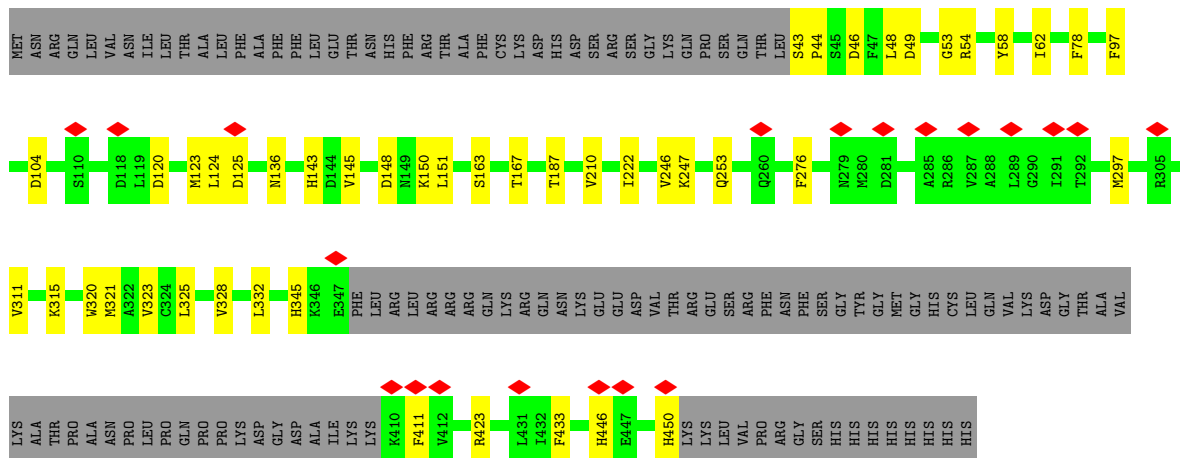 MET ASN ARG GLN LEU VAL ASN ILE LEU THR ALA LEU PHE ALA PHE PHE LEU GLU THR ASN HIS PHE ARG THR ALA PHE CYS LYS ASP HIS ASP SER ARG SER GLY LYS GLN PRO SER GLN THR LEU S43 P44 S45 D46 F47 L48 D49 G53 R54 Y58 I62 F78 F97
D104 S110 D118 L119 D120 M123 L124 D125 N136 H143 D144 V145 D148 N149 K150 L151 S163 T167 T187 V210 I222 V246 K247 Q253 Q260 F276 N279 M280 D281 A285 R286 V287 A288 L289 G290 I291 T292 M297 R305
V311 K315 W320 M321 A322 V323 C324 L325 V328 L332 H345 K346 E347 PHE LEU ARG LEU ARG ARG ARG GLN LYS ARG GLN ASN LYS GLU GLU ASP VAL THR ARG GLU SER ARG PHE ASN PHE SER GLY TYR GLY MET GLY HIS CYS LEU GLN VAL LYS ASP GLY THR ALA VAL
LYS ALA THR PRO ALA ASN PRO LEU PRO GLN PRO PRO LYS ASP GLY ASP ALA ILE LYS LYS K410 F411 V412 R423 L431 I432 F433 H446 E447 H450 LYS LYS LEU VAL PRO ARG GLY SER HIS HIS HIS HIS HIS HIS HIS HIS